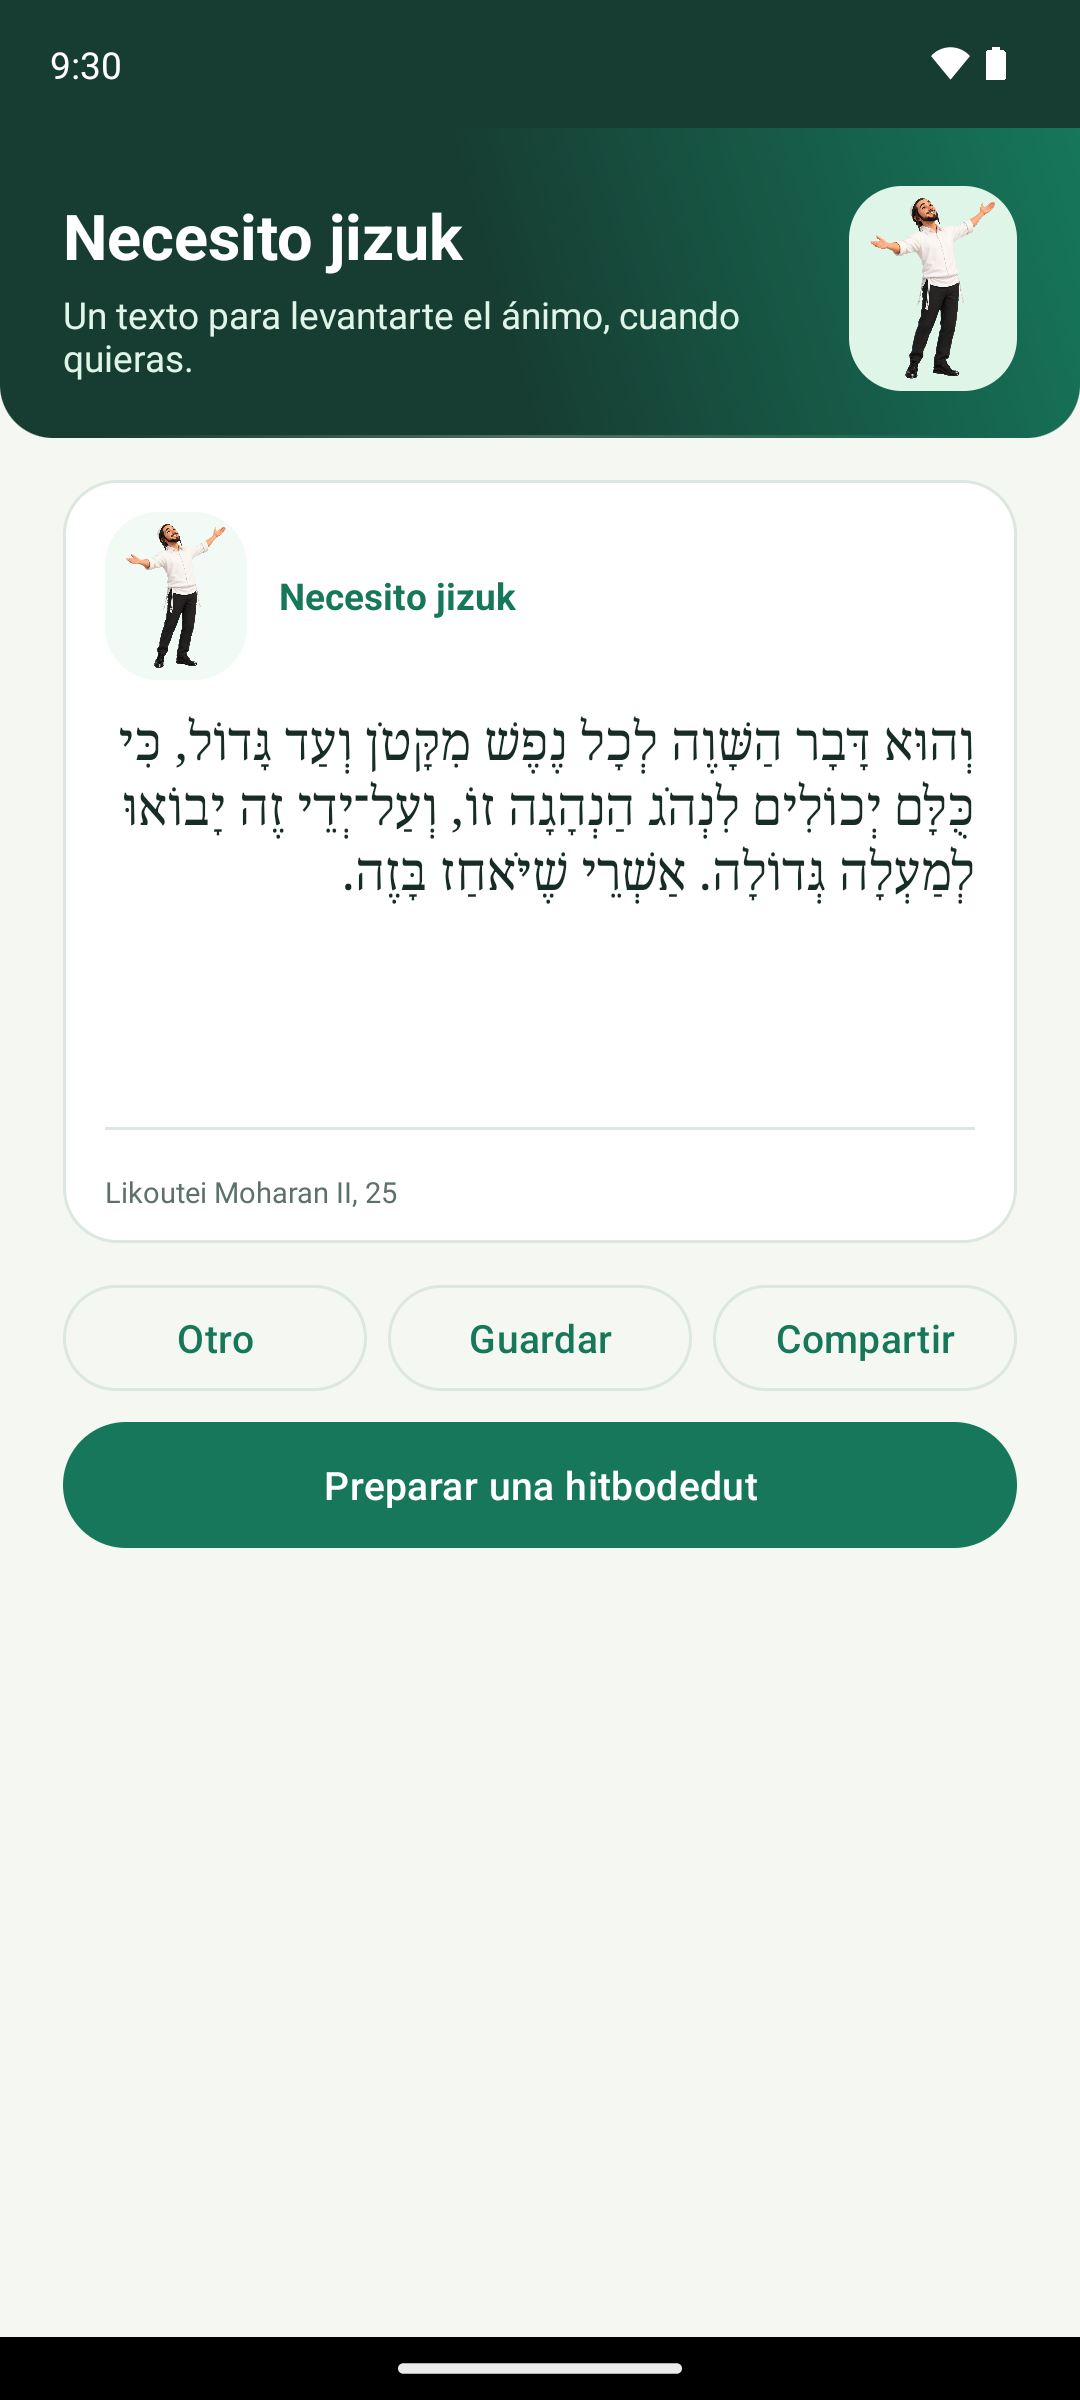 9:30
Necesito jizuk
Un texto para levantarte el ánimo, cuando
quieras.
Necesito jizuk
וְהוּא דָּבָר הַשָּׁוֶה לְכָל נֶפֶשׁ מִקָּטֹן וְעַד גָּדוֹל, כִּי
כֻּלָּם יְכוֹלִים לִנְהֹג הַנְהָגָה זוֹ, וְעַל־יְדֵי זֶה יָבוֹאוּ
לְמַעְלָה גְּדוֹלָה. אַשְׁרֵי שֶׁיֹּאחַז בָּזֶה.
Likoutei Moharan II, 25
Otro
Guardar
Compartir
Preparar una hitbodedut